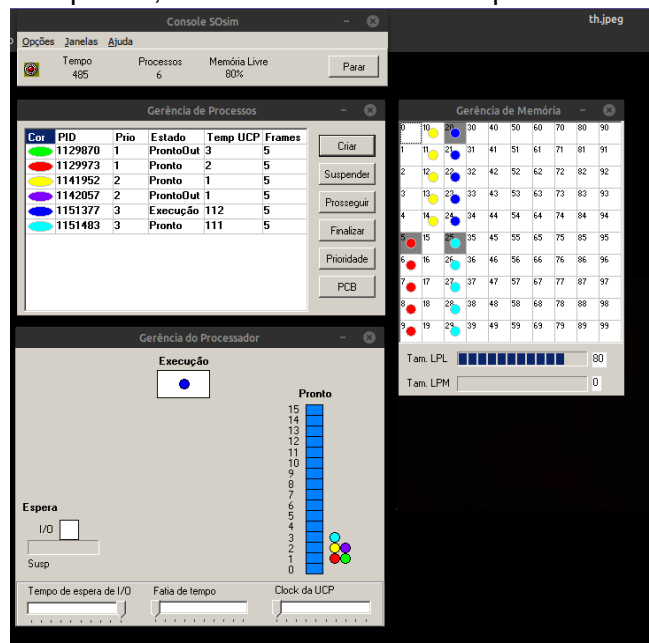 th.jpeg
Console SOsim
Opções Janelas Ajuda
Tempo Processos Memória Livre
485 6 80%
Parar
Gerência de Processos
Cor PID Prio Estado Temp UCP Frames
1129870 1 ProntoOut 3 5
1129973 1 Pronto 2 5
1141952 2 Pronto 1 5
1142057 2 ProntoOut 1 5
1151377 3 Execução 112 5
1151483 3 Pronto 111 5
Criar
Suspender
Prosseguir
Finalizar
Prioridade
PCB
Gerência de Memória
0 10 20 30 40 50 60 70 80 90
1 11 21 31 41 51 61 71 81 91
2 12 22 32 42 52 62 72 82 92
3 13 23 33 43 53 63 73 83 93
4 14 24 34 44 54 64 74 84 94
5 15 25 35 45 55 65 75 85 95
6 16 26 36 46 56 66 76 86 96
7 17 27 37 47 57 67 77 87 97
8 18 28 38 48 58 68 78 88 98
9 19 29 39 49 59 69 79 89 99
Tam. LPL 80
Tam. LPM 0
Gerência do Processador
Execução
Pronto
15
14
13
12
11
10
9
8
7
6
5
4
3
2
1
0
Espera
I/O
Susp
Tempo de espera de I/O Fatia de tempo Clock da UCP